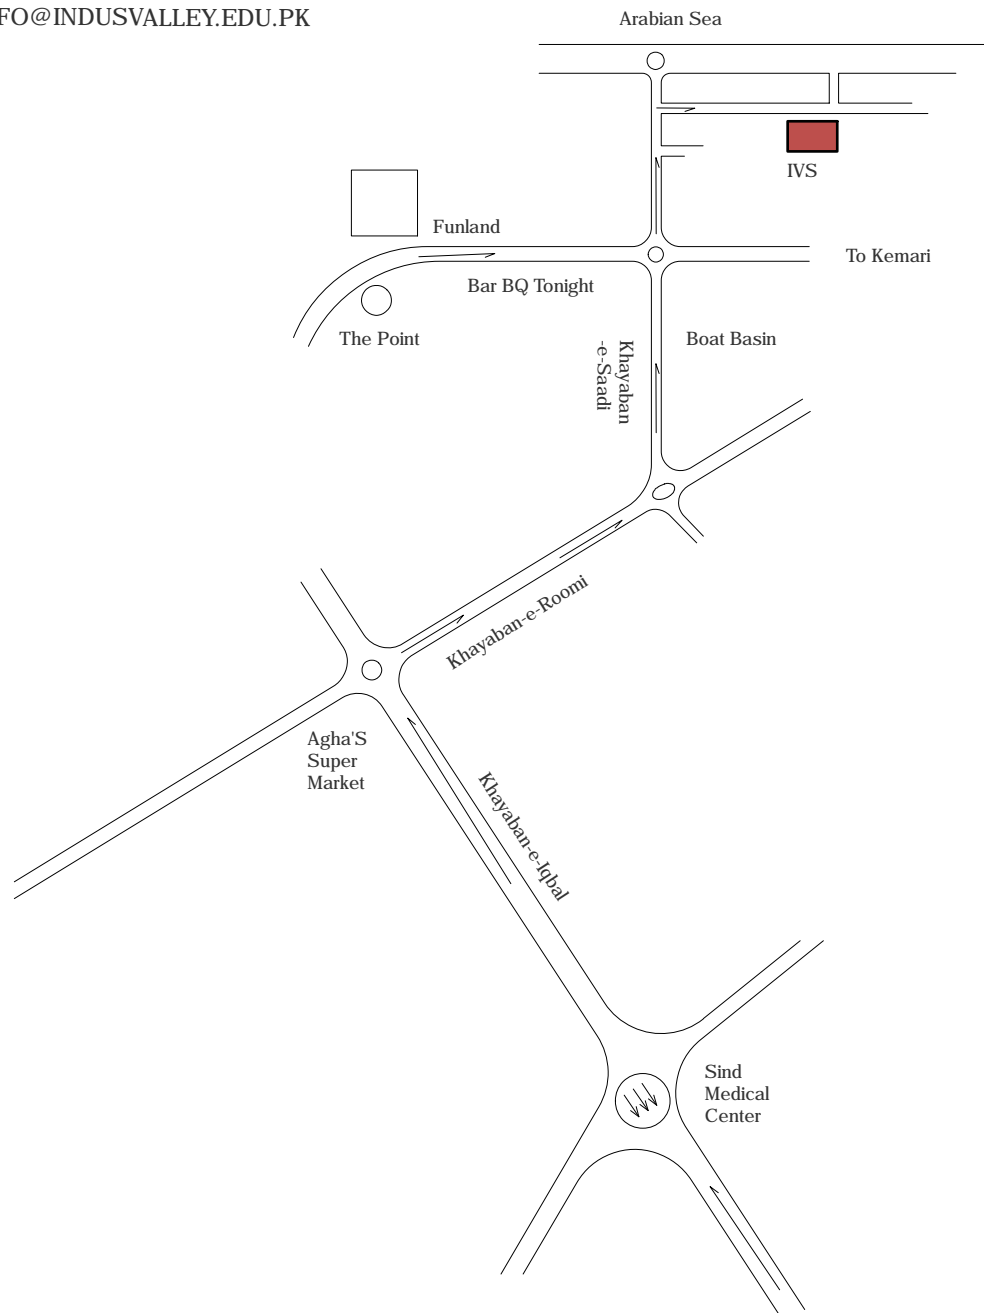 FO@INDUSVALLEY.EDU.PK
Arabian Sea
IVS
Funland
To Kemari
Bar BQ Tonight
The Point
Boat Basin
Khayaban
-e-Saadi
Khayaban-e-Roomi
Agha'S
Super
Market
Khayaban-e-Iqbal
Sind
Medical
Center